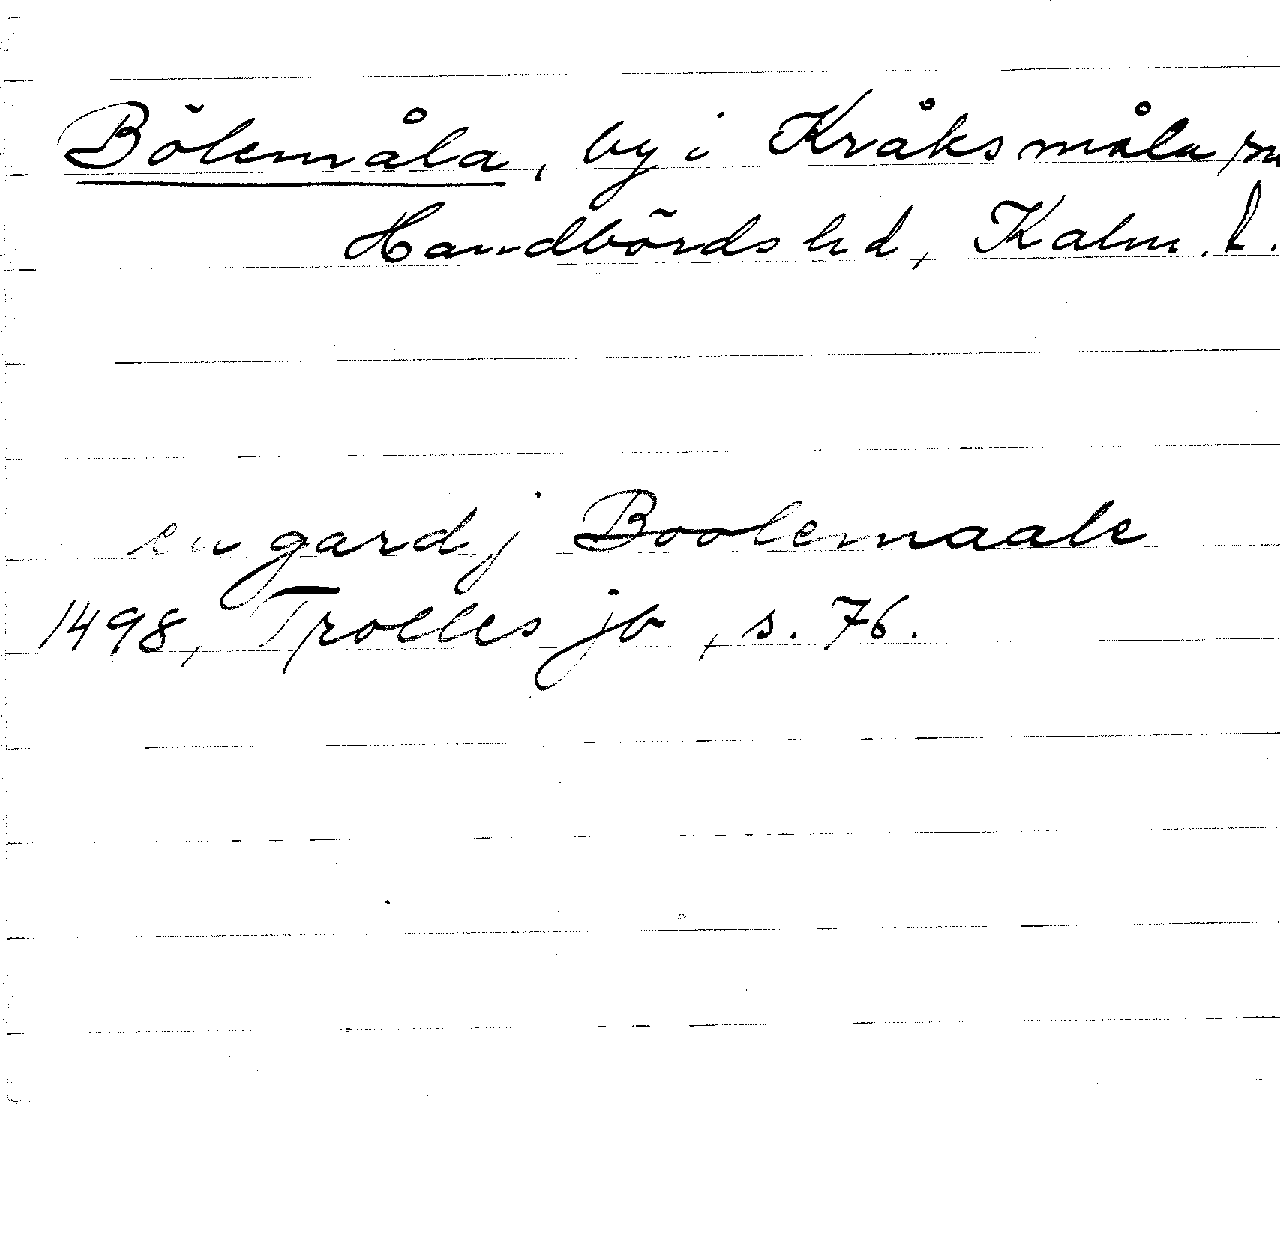 Bölemåla, by i Kråksmåla sn
Handbörds hd, Kalm. l.
en gard j Boolemaale
1498, Trolles jb, s. 76.